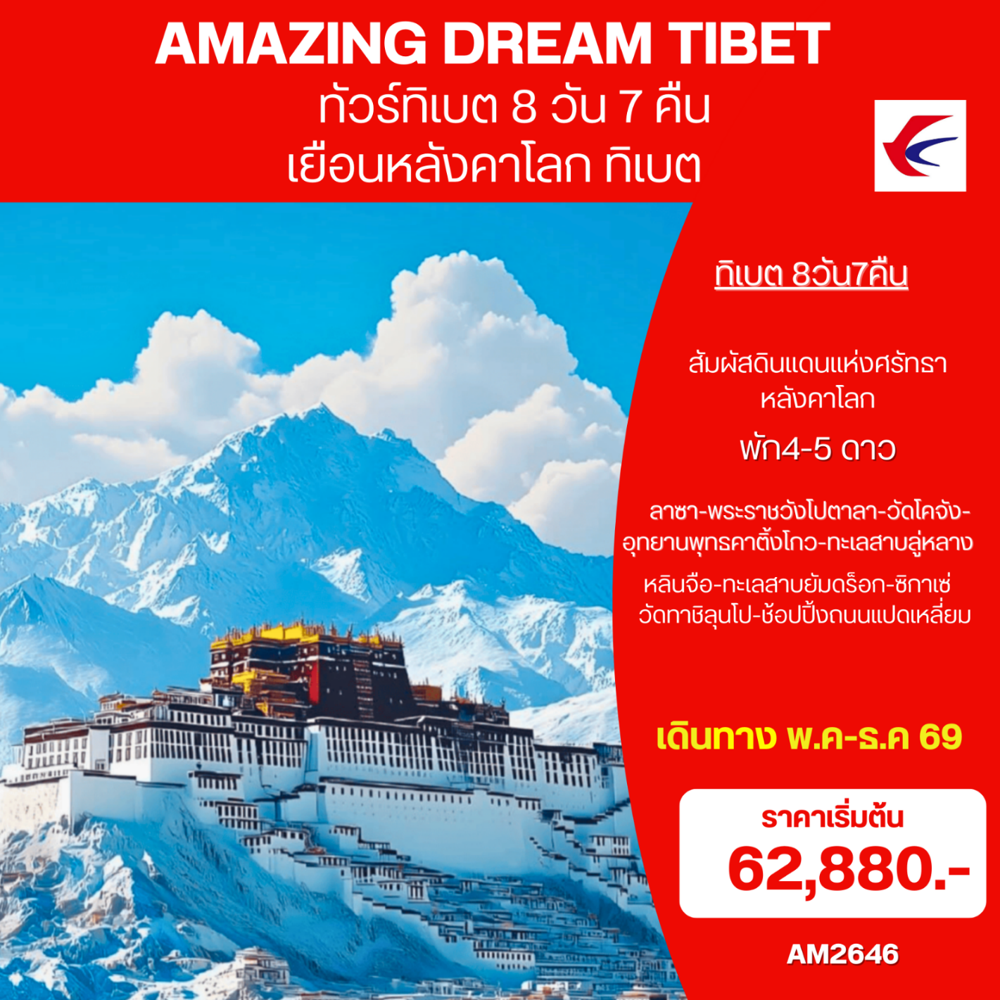 AMAZING DREAM TIBET
ทัวร์ทิเบต 8 วัน 7 คืน
เยือนหลังคาโลก ทิเบต
ทิเบต 8วัน7คืน
สัมผัสดินแดนแห่งศรัทธา
หลังคาโลก
พัก4-5 ดาว
ลาซา-พระราชวังโปตาลา-วัดโคจัง-
อุทยานพุทธคาติ้งโกว-ทะเลสาบลู่หลาง
หลินจือ-ทะเลสาบยัมดร็อก-ซิกาเซ่
วัดทาชิลุนโป-ช้อปปิ้งถนนแปดเหลี่ยม
เดินทาง พ.ค-ธ.ค 69
ราคาเริ่มต้น
62,880.-
AM2646